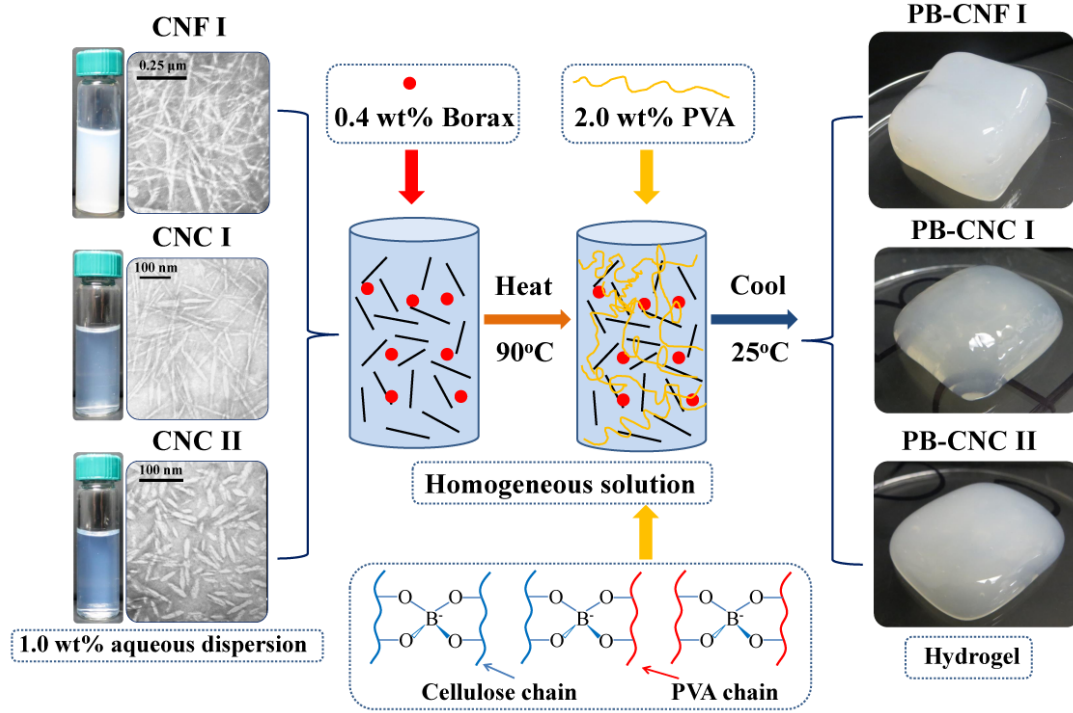 CNF I
0.25 μm
CNC I
100 nm
CNC II
100 nm
1.0 wt% aqueous dispersion
0.4 wt% Borax
2.0 wt% PVA
Heat
90°C
Cool
25°C
Homogeneous solution
O O O O O O
B- B- B-
O O O O O O
Cellulose chain
PVA chain
PB-CNF I
PB-CNC I
PB-CNC II
Hydrogel